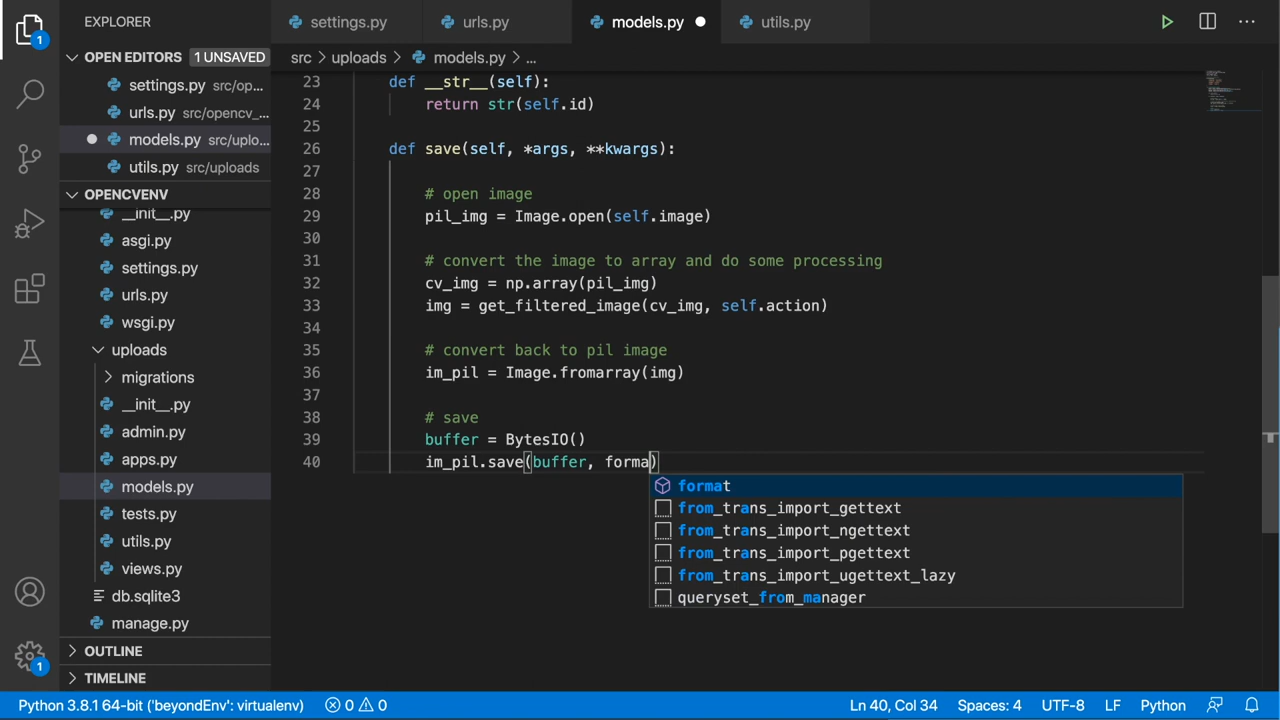 EXPLORER
settings.py
urls.py
models.py
utils.py
1
OPEN EDITORS 1 UNSAVED
src > uploads > models.py > ...
settings.py src/op...
urls.py src/opencv_...
models.py src/uplo...
utils.py src/uploads
OPENCVENV
__init__.py
asgi.py
settings.py
urls.py
wsgi.py
uploads
migrations
__init__.py
admin.py
apps.py
models.py
tests.py
utils.py
views.py
db.sqlite3
manage.py
OUTLINE
TIMELINE
1
23 def __str__(self):
24 return str(self.id)
25
26 def save(self, *args, **kwargs):
27
28 # open image
29 pil_img = Image.open(self.image)
30
31 # convert the image to array and do some processing
32 cv_img = np.array(pil_img)
33 img = get_filtered_image(cv_img, self.action)
34
35 # convert back to pil image
36 im_pil = Image.fromarray(img)
37
38 # save
39 buffer = BytesIO()
40 im_pil.save(buffer, forma)
format
from_trans_import_gettext
from_trans_import_ngettext
from_trans_import_pgettext
from_trans_import_ugettext_lazy
queryset_from_manager
Python 3.8.1 64-bit ('beyondEnv': virtualenv) 0 0 Ln 40, Col 34 Spaces: 4 UTF-8 LF Python